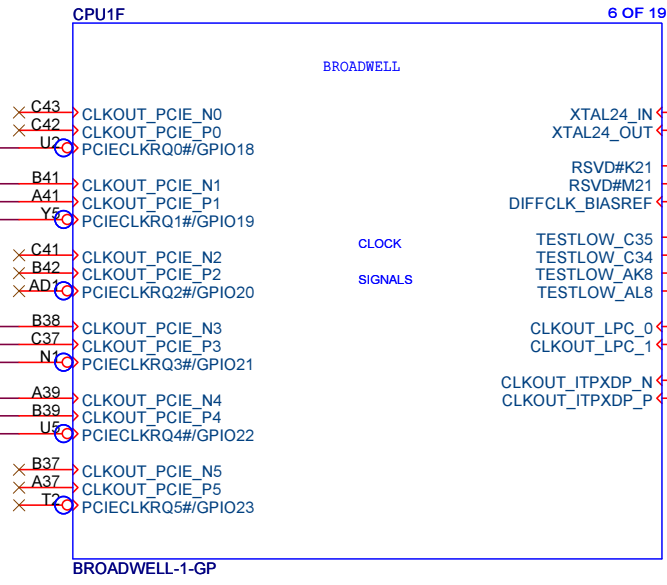 CPU1F
6 OF 19
BROADWELL
C43 CLKOUT_PCIE_N0
C42 CLKOUT_PCIE_P0
U2 PCIECLKRQ0#/GPIO18
B41 CLKOUT_PCIE_N1
A41 CLKOUT_PCIE_P1
Y5 PCIECLKRQ1#/GPIO19
C41 CLKOUT_PCIE_N2
B42 CLKOUT_PCIE_P2
AD1 PCIECLKRQ2#/GPIO20
B38 CLKOUT_PCIE_N3
C37 CLKOUT_PCIE_P3
N1 PCIECLKRQ3#/GPIO21
A39 CLKOUT_PCIE_N4
B39 CLKOUT_PCIE_P4
U5 PCIECLKRQ4#/GPIO22
B37 CLKOUT_PCIE_N5
A37 CLKOUT_PCIE_P5
T2 PCIECLKRQ5#/GPIO23
CLOCK
SIGNALS
XTAL24_IN
XTAL24_OUT
RSVD#K21
RSVD#M21
DIFFCLK_BIASREF
TESTLOW_C35
TESTLOW_C34
TESTLOW_AK8
TESTLOW_AL8
CLKOUT_LPC_0
CLKOUT_LPC_1
CLKOUT_ITPXDP_N
CLKOUT_ITPXDP_P
BROADWELL-1-GP